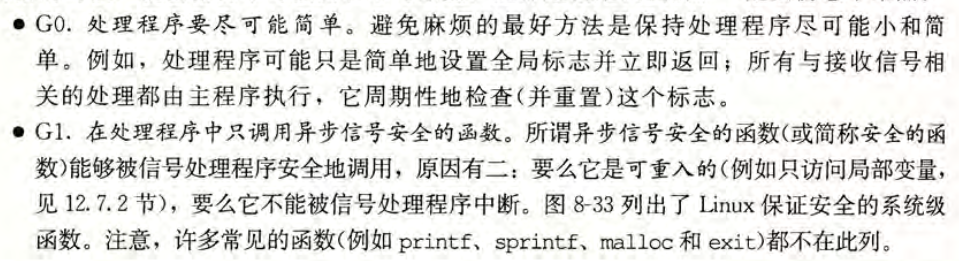 ● G0. 处理程序要尽可能简单。避免麻烦的最好方法是保持处理程序尽可能小和简
单。例如，处理程序可能只是简单地设置全局标志并立即返回；所有与接收信号相
关的处理都由主程序执行，它周期性地检查(并重置)这个标志。
● G1. 在处理程序中只调用异步信号安全的函数。所谓异步信号安全的函数(或简称安全的函
数)能够被信号处理程序安全地调用，原因有二：要么它是可重入的(例如只访问局部变量，
见 12.7.2 节)，要么它不能被信号处理程序中断。图 8-33 列出了 Linux 保证安全的系统级
函数。注意，许多常见的函数(例如 printf、sprintf、malloc 和 exit)都不在此列。